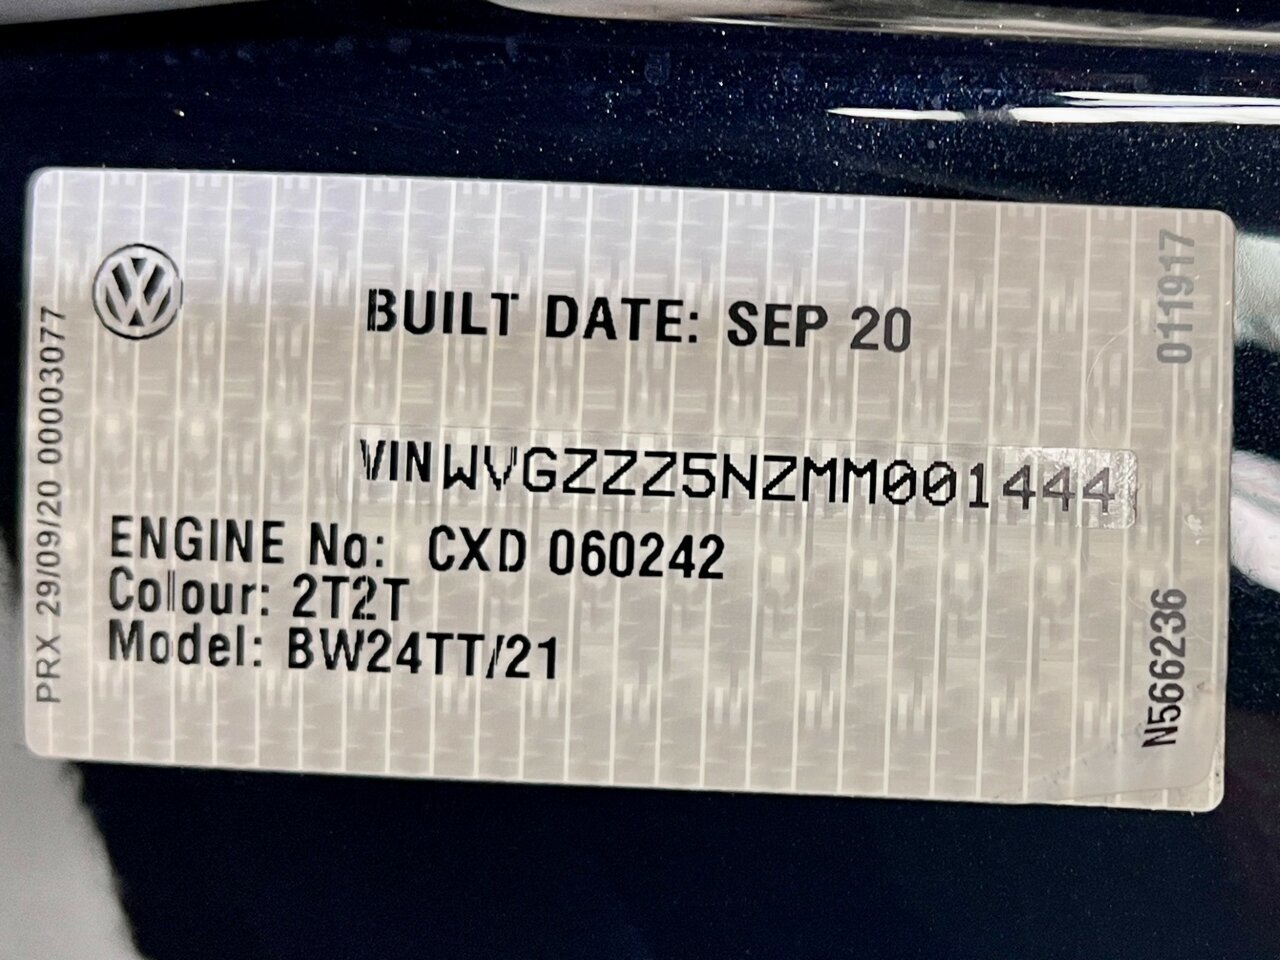 PRX 29/09/20 00003077
BUILT DATE: SEP 20
VIN WVGZZZ5NZMM001444
ENGINE No: CXD 060242
Colour: 2T2T
Model: BW24TT/21
011917
N566236